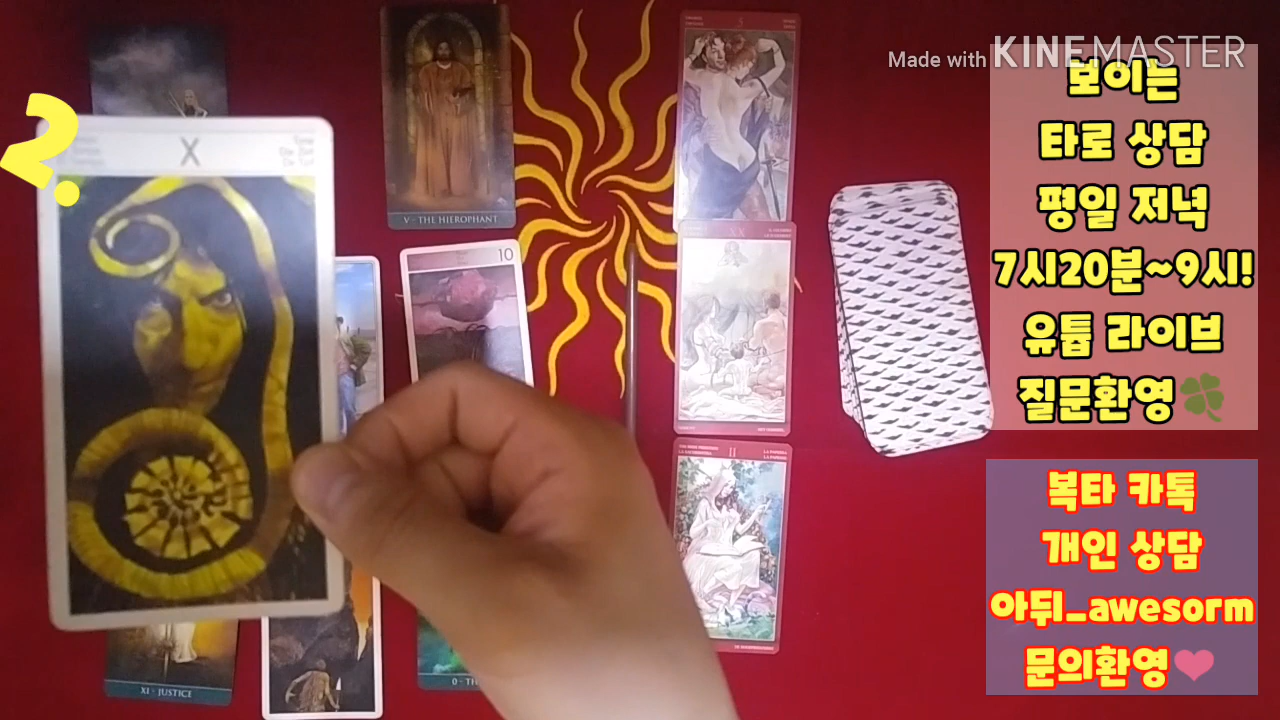 Made with KINEMASTER
보이는
타로 상담
평일 저녁
7시20분~9시!
유튭 라이브
질문환영🍀
복타 카톡
개인 상담
아뒤_awesorm
문의환영❤
?
X
V - THE HIEROPHANT
10
5
XX
II
XI - JUSTICE